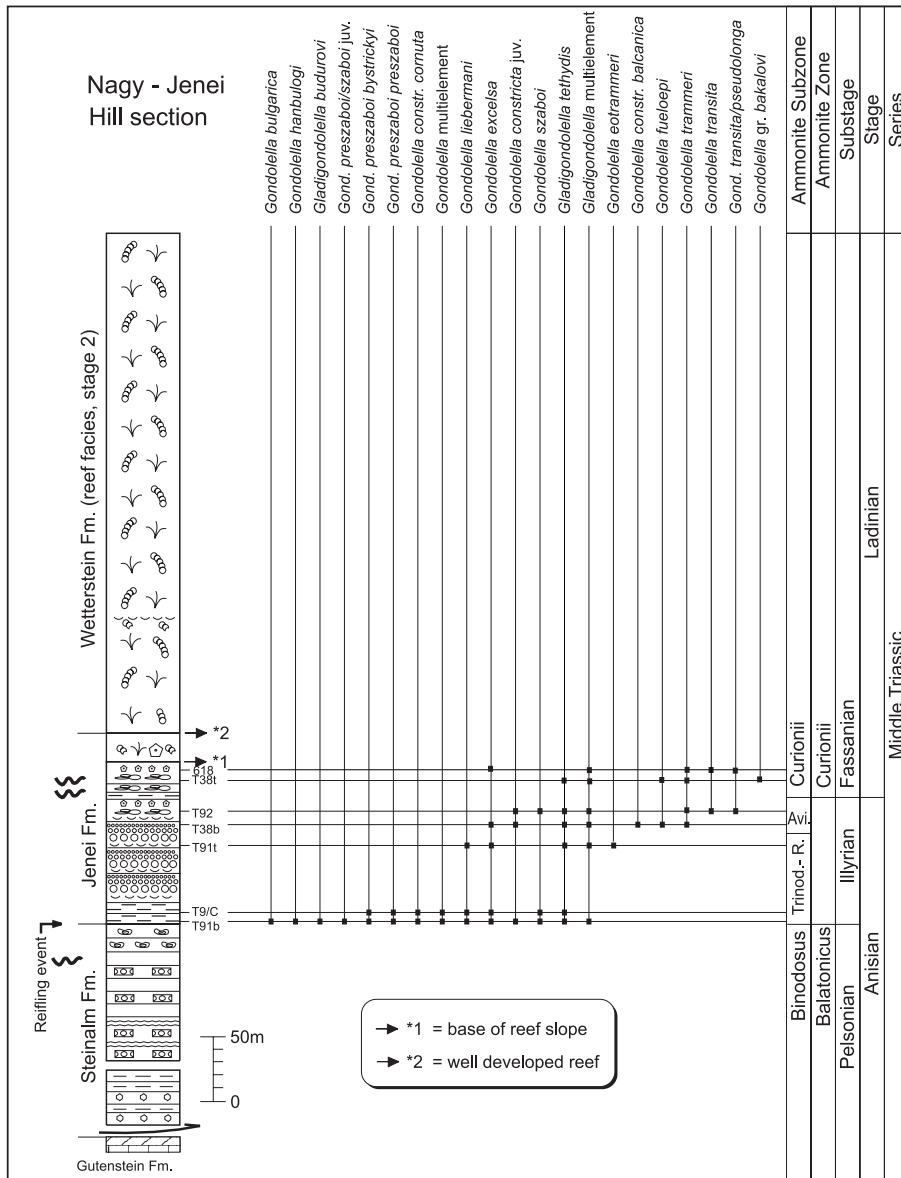 Nagy - Jenei
Hill section
Gondolella bulgarica
Gondolella hanbulogi
Gladigondolella budurovi
Gond. preszaboi/szaboi juv.
Gond. preszaboi bystrickyi
Gond. preszaboi preszaboi
Gondolella constr. cornuta
Gondolella multielement
Gondolella liebermani
Gondolella excelsa
Gondolella constricta juv.
Gondolella szaboi
Gladigondolella tethydis
Gladigondolella multielement
Gondolella eotrammeri
Gondolella constr. balcanica
Gondolella fueloepi
Gondolella trammeri
Gondolella transita
Gond. transita/pseudolonga
Gondolella gr. bakalovi
Ammonite Subzone
Ammonite Zone
Substage
Stage
Series
Wetterstein Fm. (reef facies, stage 2)
Jenei Fm.
Steinalm Fm.
Reifling event
Gutenstein Fm.
*2
*1
618
T38t
T92
T38b
T91t
T9/C
T91b
50m
0
*1 = base of reef slope
*2 = well developed reef
Curionii
Avi.
Trinod.- R.
Binodosus
Curionii
Balatonicus
Fassanian
Illyrian
Pelsonian
Ladinian
Anisian
Middle Triassic